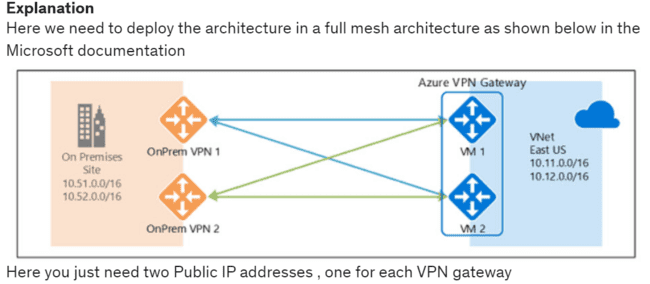 Explanation
Here we need to deploy the architecture in a full mesh architecture as shown below in the
Microsoft documentation
Azure VPN Gateway
OnPrem VPN 1
VM 1
On Premises
Site
10.51.0.0/16
10.52.0.0/16
VNet
East US
10.11.0.0/16
10.12.0.0/16
OnPrem VPN 2
VM 2
Here you just need two Public IP addresses , one for each VPN gateway